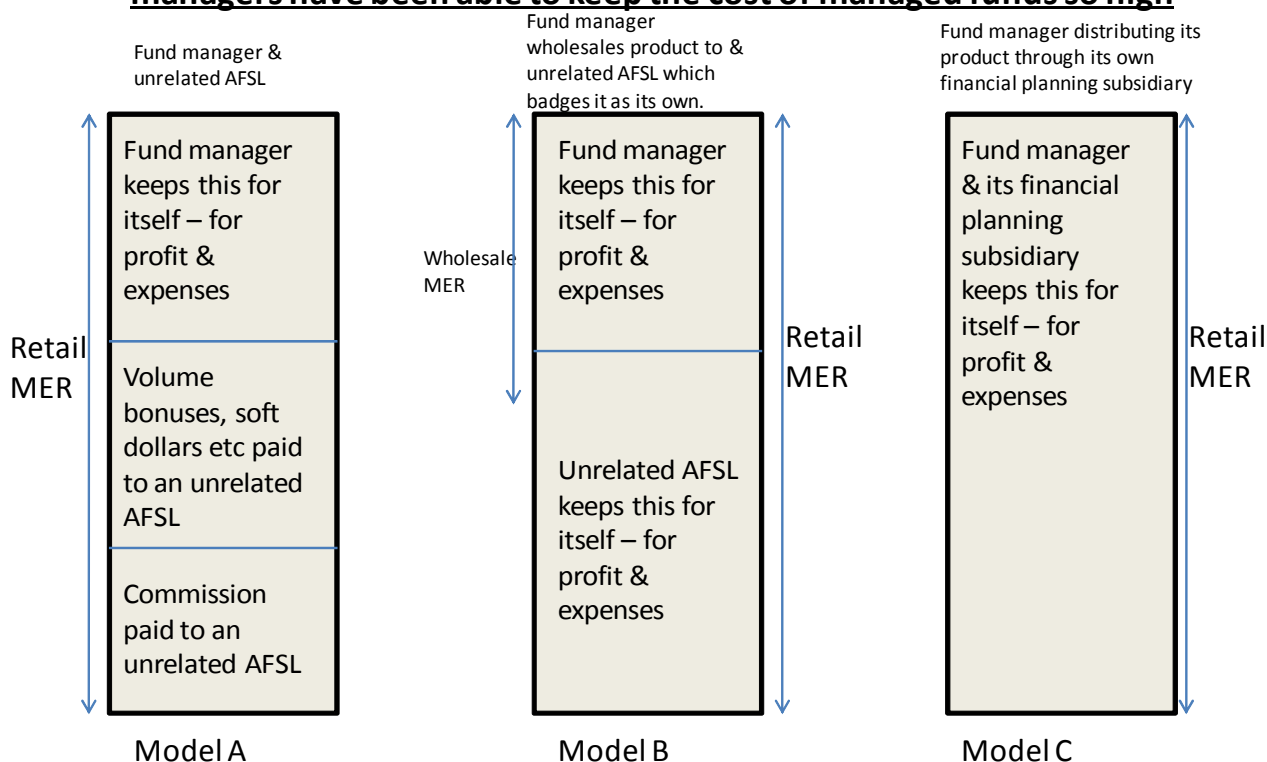 managers have been able to keep the cost of managed funds so high
Fund manager &
unrelated AFSL
Fund manager
wholesales product to &
unrelated AFSL which
badges it as its own.
Fund manager distributing its
product through its own
financial planning subsidiary
Retail
MER
Fund manager
keeps this for
itself – for
profit &
expenses
Volume
bonuses, soft
dollars etc paid
to an unrelated
AFSL
Commission
paid to an
unrelated AFSL
Model A
Wholesale
MER
Fund manager
keeps this for
itself – for
profit &
expenses
Unrelated AFSL
keeps this for
itself – for
profit &
expenses
Retail
MER
Model B
Fund manager
& its financial
planning
subsidiary
keeps this for
itself – for
profit &
expenses
Retail
MER
Model C